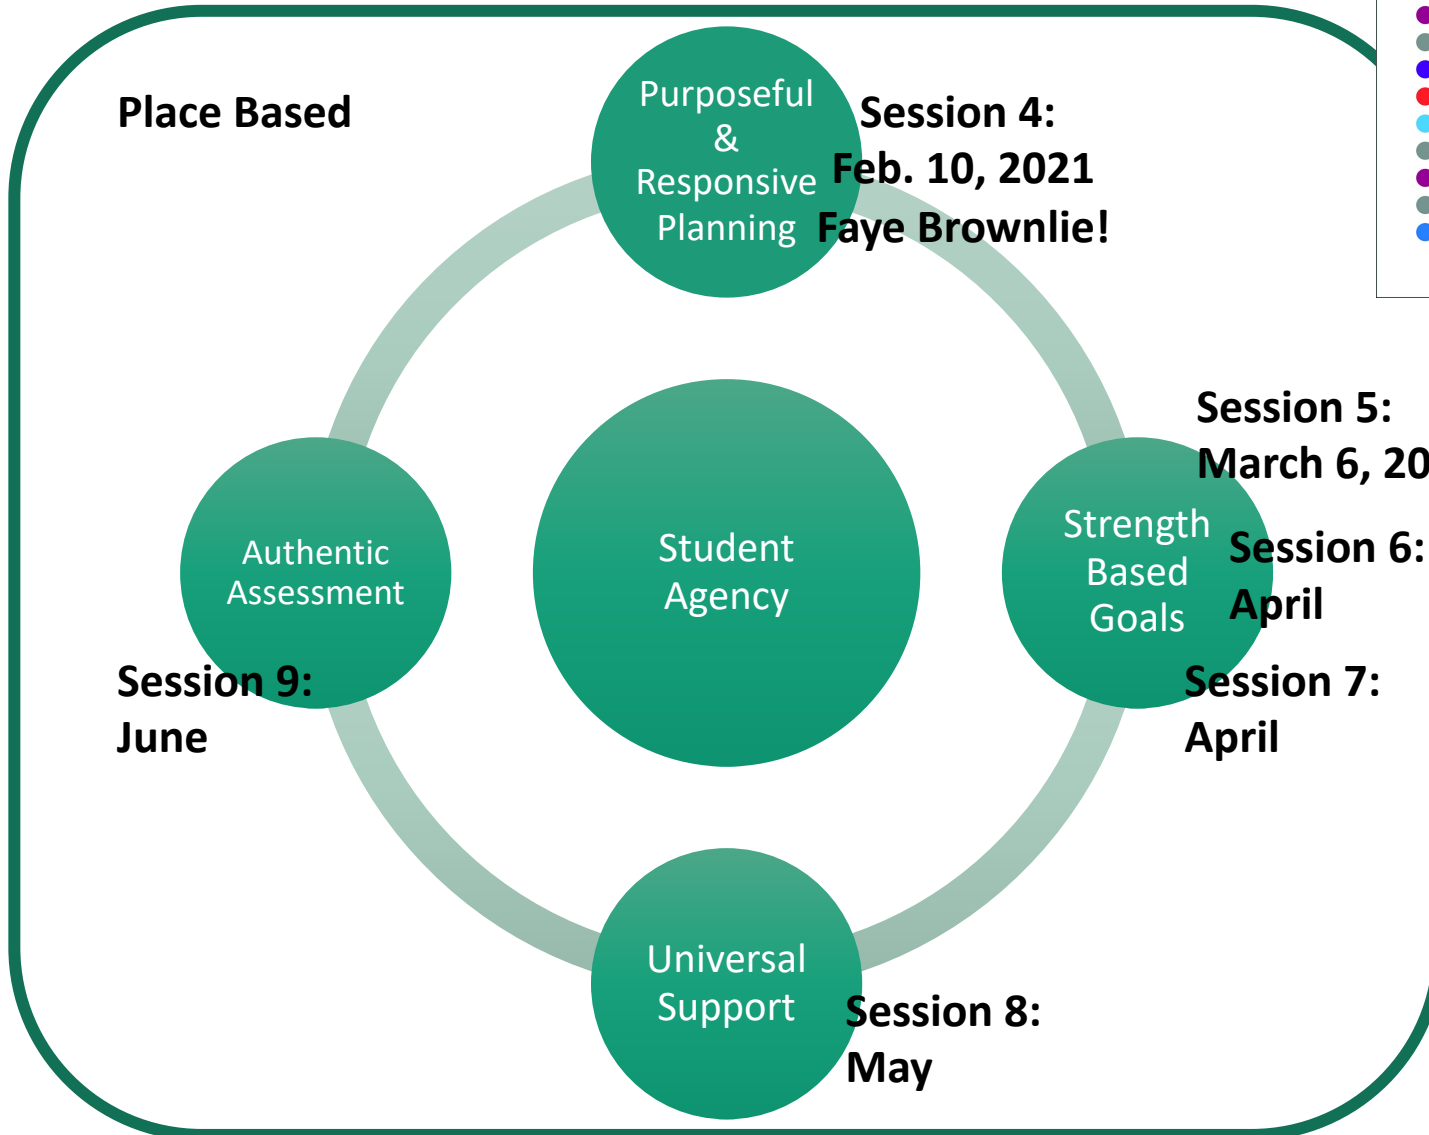 Place Based
Purposeful
&
Responsive
Planning
Session 4:
Feb. 10, 2021
Faye Brownlie!
Session 5:
March 6, 20
Strength
Based
Goals
Session 6:
April
Session 7:
April
Student
Agency
Authentic
Assessment
Session 9:
June
Universal
Support
Session 8:
May